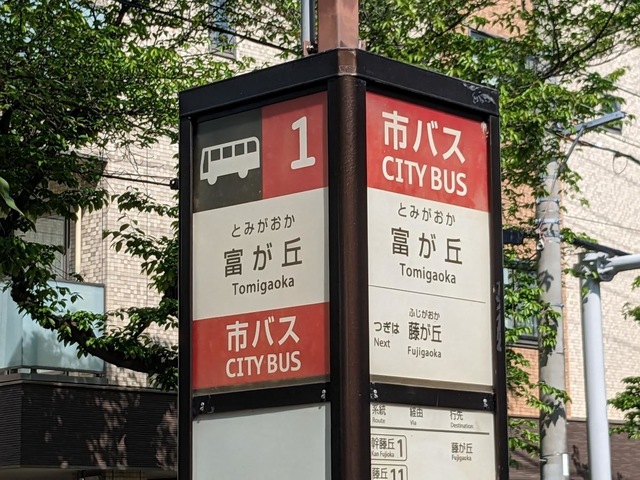 1
とみがおか
富が丘
Tomigaoka
市バス
CITY BUS
市バス
CITY BUS
とみがおか
富が丘
Tomigaoka
つぎは
Next
ふじがおか
藤が丘
Fujigaoka
系統 経由 行先
Route Via Destination
幹藤丘 1 藤が丘
Kan Fujioka Fujigaoka
藤丘 11